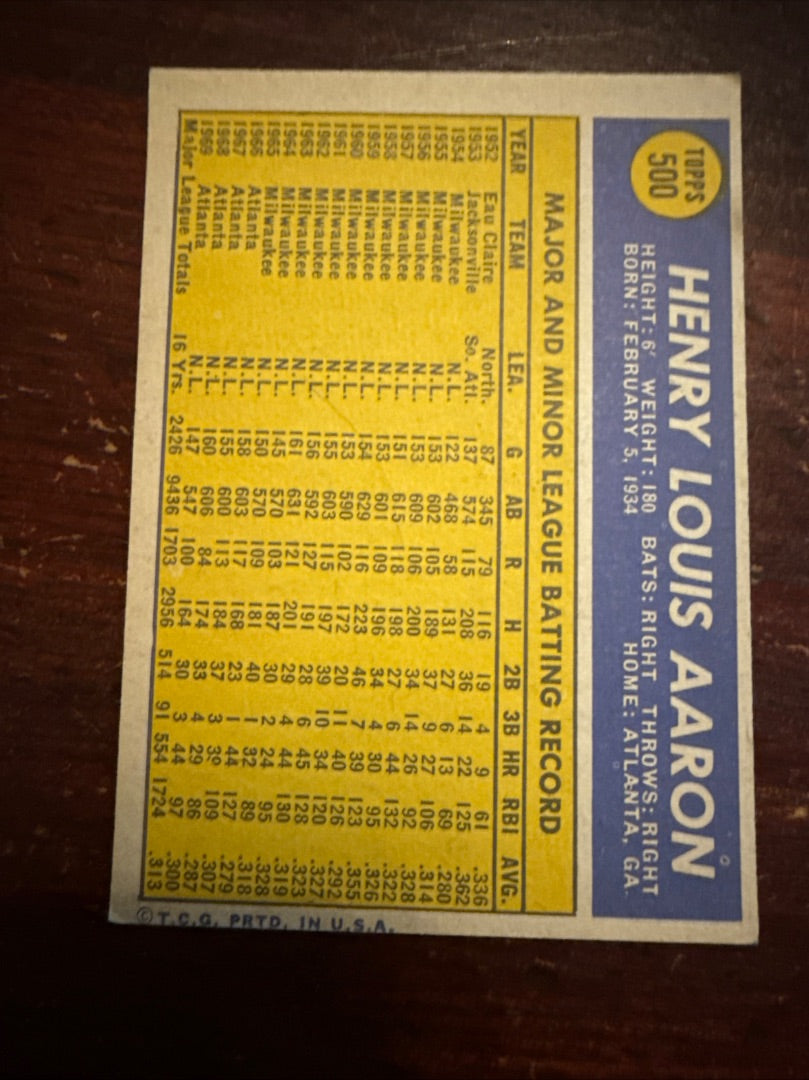 TOPPS
500
HENRY LOUIS AARON
HEIGHT: 6' WEIGHT: 180 BATS: RIGHT THROWS: RIGHT
BORN: FEBRUARY 5, 1934 HOME: ATLANTA, GA.
MAJOR AND MINOR LEAGUE BATTING RECORD
YEAR TEAM LEA. G AB R H 2B 3B HR RBI AVG.
1952 Eau Claire North. 87 345 79 116 19 4 9 61 .336
1953 Jacksonville So. Atl. 137 574 115 208 36 14 22 125 .362
1954 Milwaukee N.L. 122 468 58 131 27 6 13 69 .280
1955 Milwaukee N.L. 153 602 105 189 37 9 27 106 .314
1956 Milwaukee N.L. 153 609 106 200 34 14 26 92 .328
1957 Milwaukee N.L. 151 615 118 198 27 6 44 132 .322
1958 Milwaukee N.L. 153 601 109 196 34 4 30 95 .326
1959 Milwaukee N.L. 154 629 116 223 46 7 39 123 .355
1960 Milwaukee N.L. 153 590 102 172 20 11 40 126 .292
1961 Milwaukee N.L. 155 603 115 197 39 10 34 120 .327
1962 Milwaukee N.L. 156 592 127 191 28 6 45 128 .323
1963 Milwaukee N.L. 161 631 121 201 29 4 44 130 .319
1964 Milwaukee N.L. 145 570 103 187 30 2 24 95 .328
1965 Milwaukee N.L. 150 570 109 181 40 1 32 89 .318
1966 Atlanta N.L. 158 603 117 168 23 1 44 127 .279
1967 Atlanta N.L. 155 600 113 184 37 3 39 109 .307
1968 Atlanta N.L. 160 606 84 174 33 4 29 86 .287
1969 Atlanta N.L. 147 547 100 164 30 3 44 97 .300
Major League Totals 16 Yrs. 2426 9436 1703 2956 514 91 554 1724 .313
©T.C.G. PRTD. IN U.S.A.